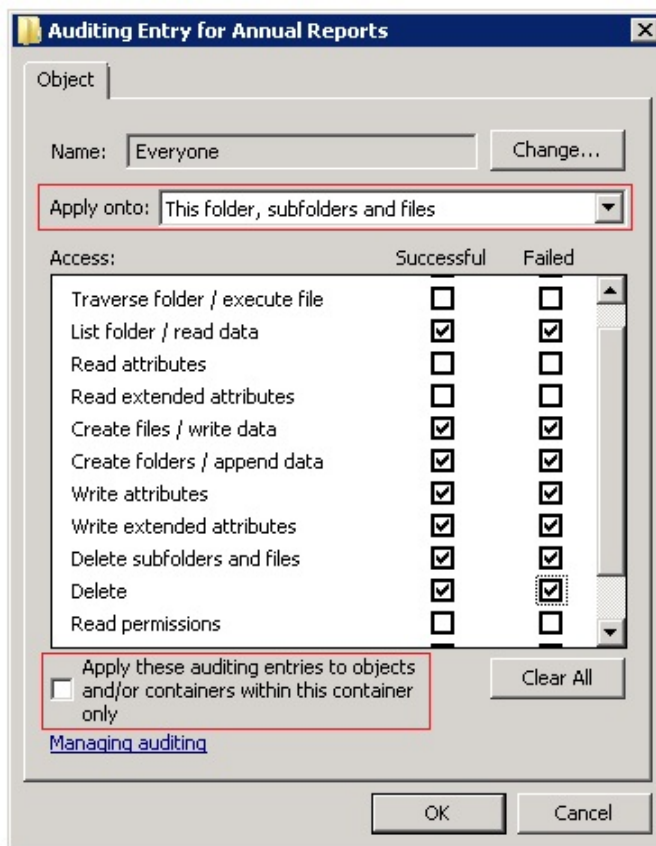 Auditing Entry for Annual Reports
Object
Name: Everyone Change...
Apply onto: This folder, subfolders and files
Access: Successful Failed
Traverse folder / execute file
List folder / read data
Read attributes
Read extended attributes
Create files / write data
Create folders / append data
Write attributes
Write extended attributes
Delete subfolders and files
Delete
Read permissions
Apply these auditing entries to objects
and/or containers within this container
only
Clear All
Managing auditing
OK Cancel